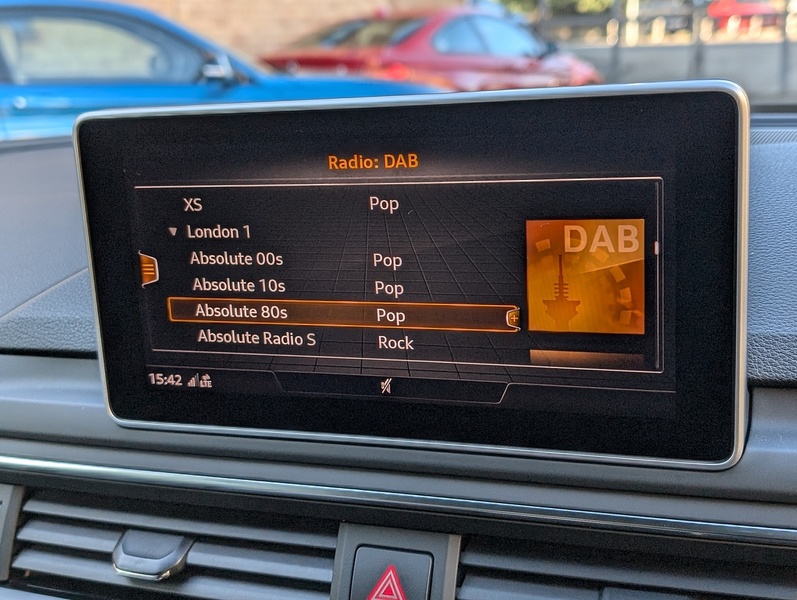 Radio: DAB
XS Pop
London 1
Absolute 00s Pop
Absolute 10s Pop
Absolute 80s Pop
Absolute Radio S Rock
DAB
15:42 LTE